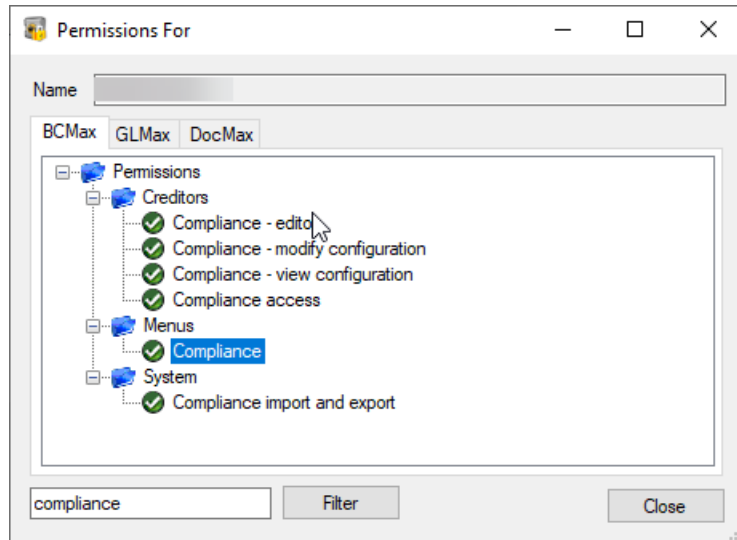 Permissions For
Name
BCMax GLMax DocMax
Permissions
Creditors
Compliance - edito
Compliance - modify configuration
Compliance - view configuration
Compliance access
Menus
Compliance
System
Compliance import and export
compliance Filter Close